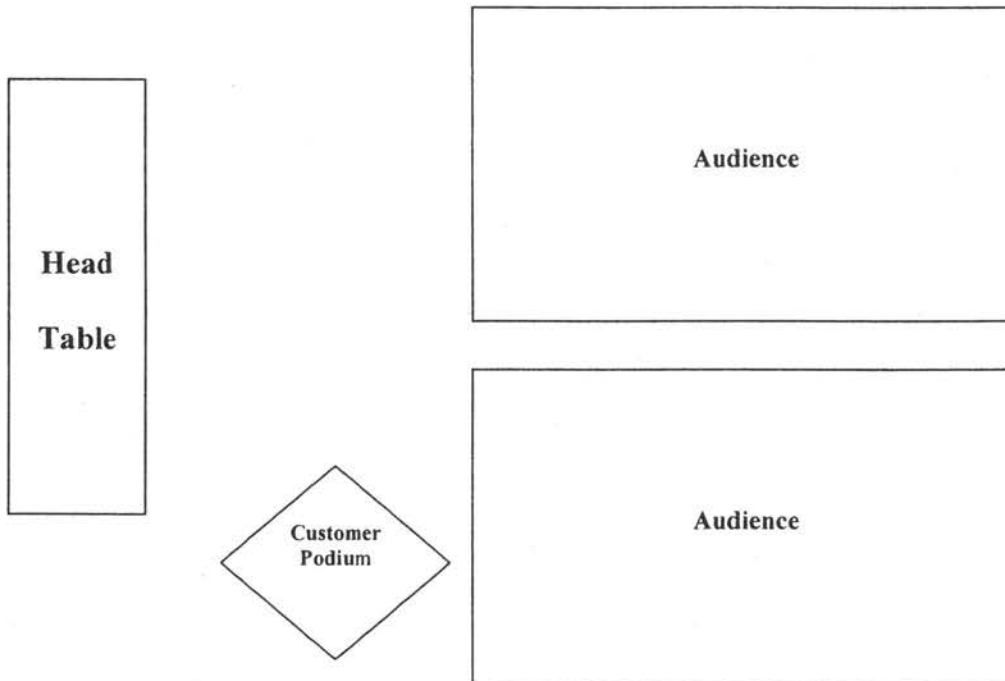 Audience
Head
Table
Customer
Podium
Audience